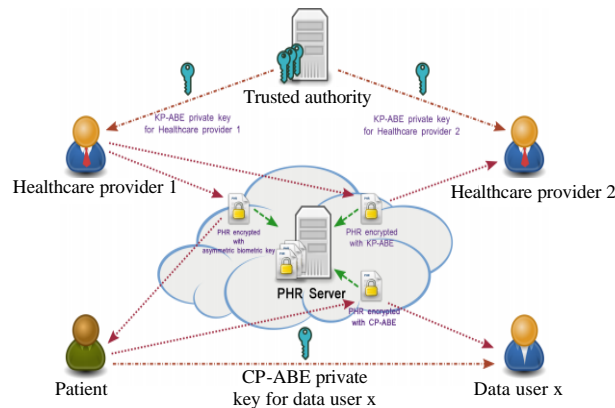 Trusted authority
KP-ABE private key
for Healthcare provider 1
KP-ABE private key
for Healthcare provider 2
Healthcare provider 1
Healthcare provider 2
PHR encrypted
with
asymmetric biometric key
PHR encrypted
with KP-ABE
PHR Server
PHR encrypted
with CP-ABE
Patient
CP-ABE private
key for data user x
Data user x